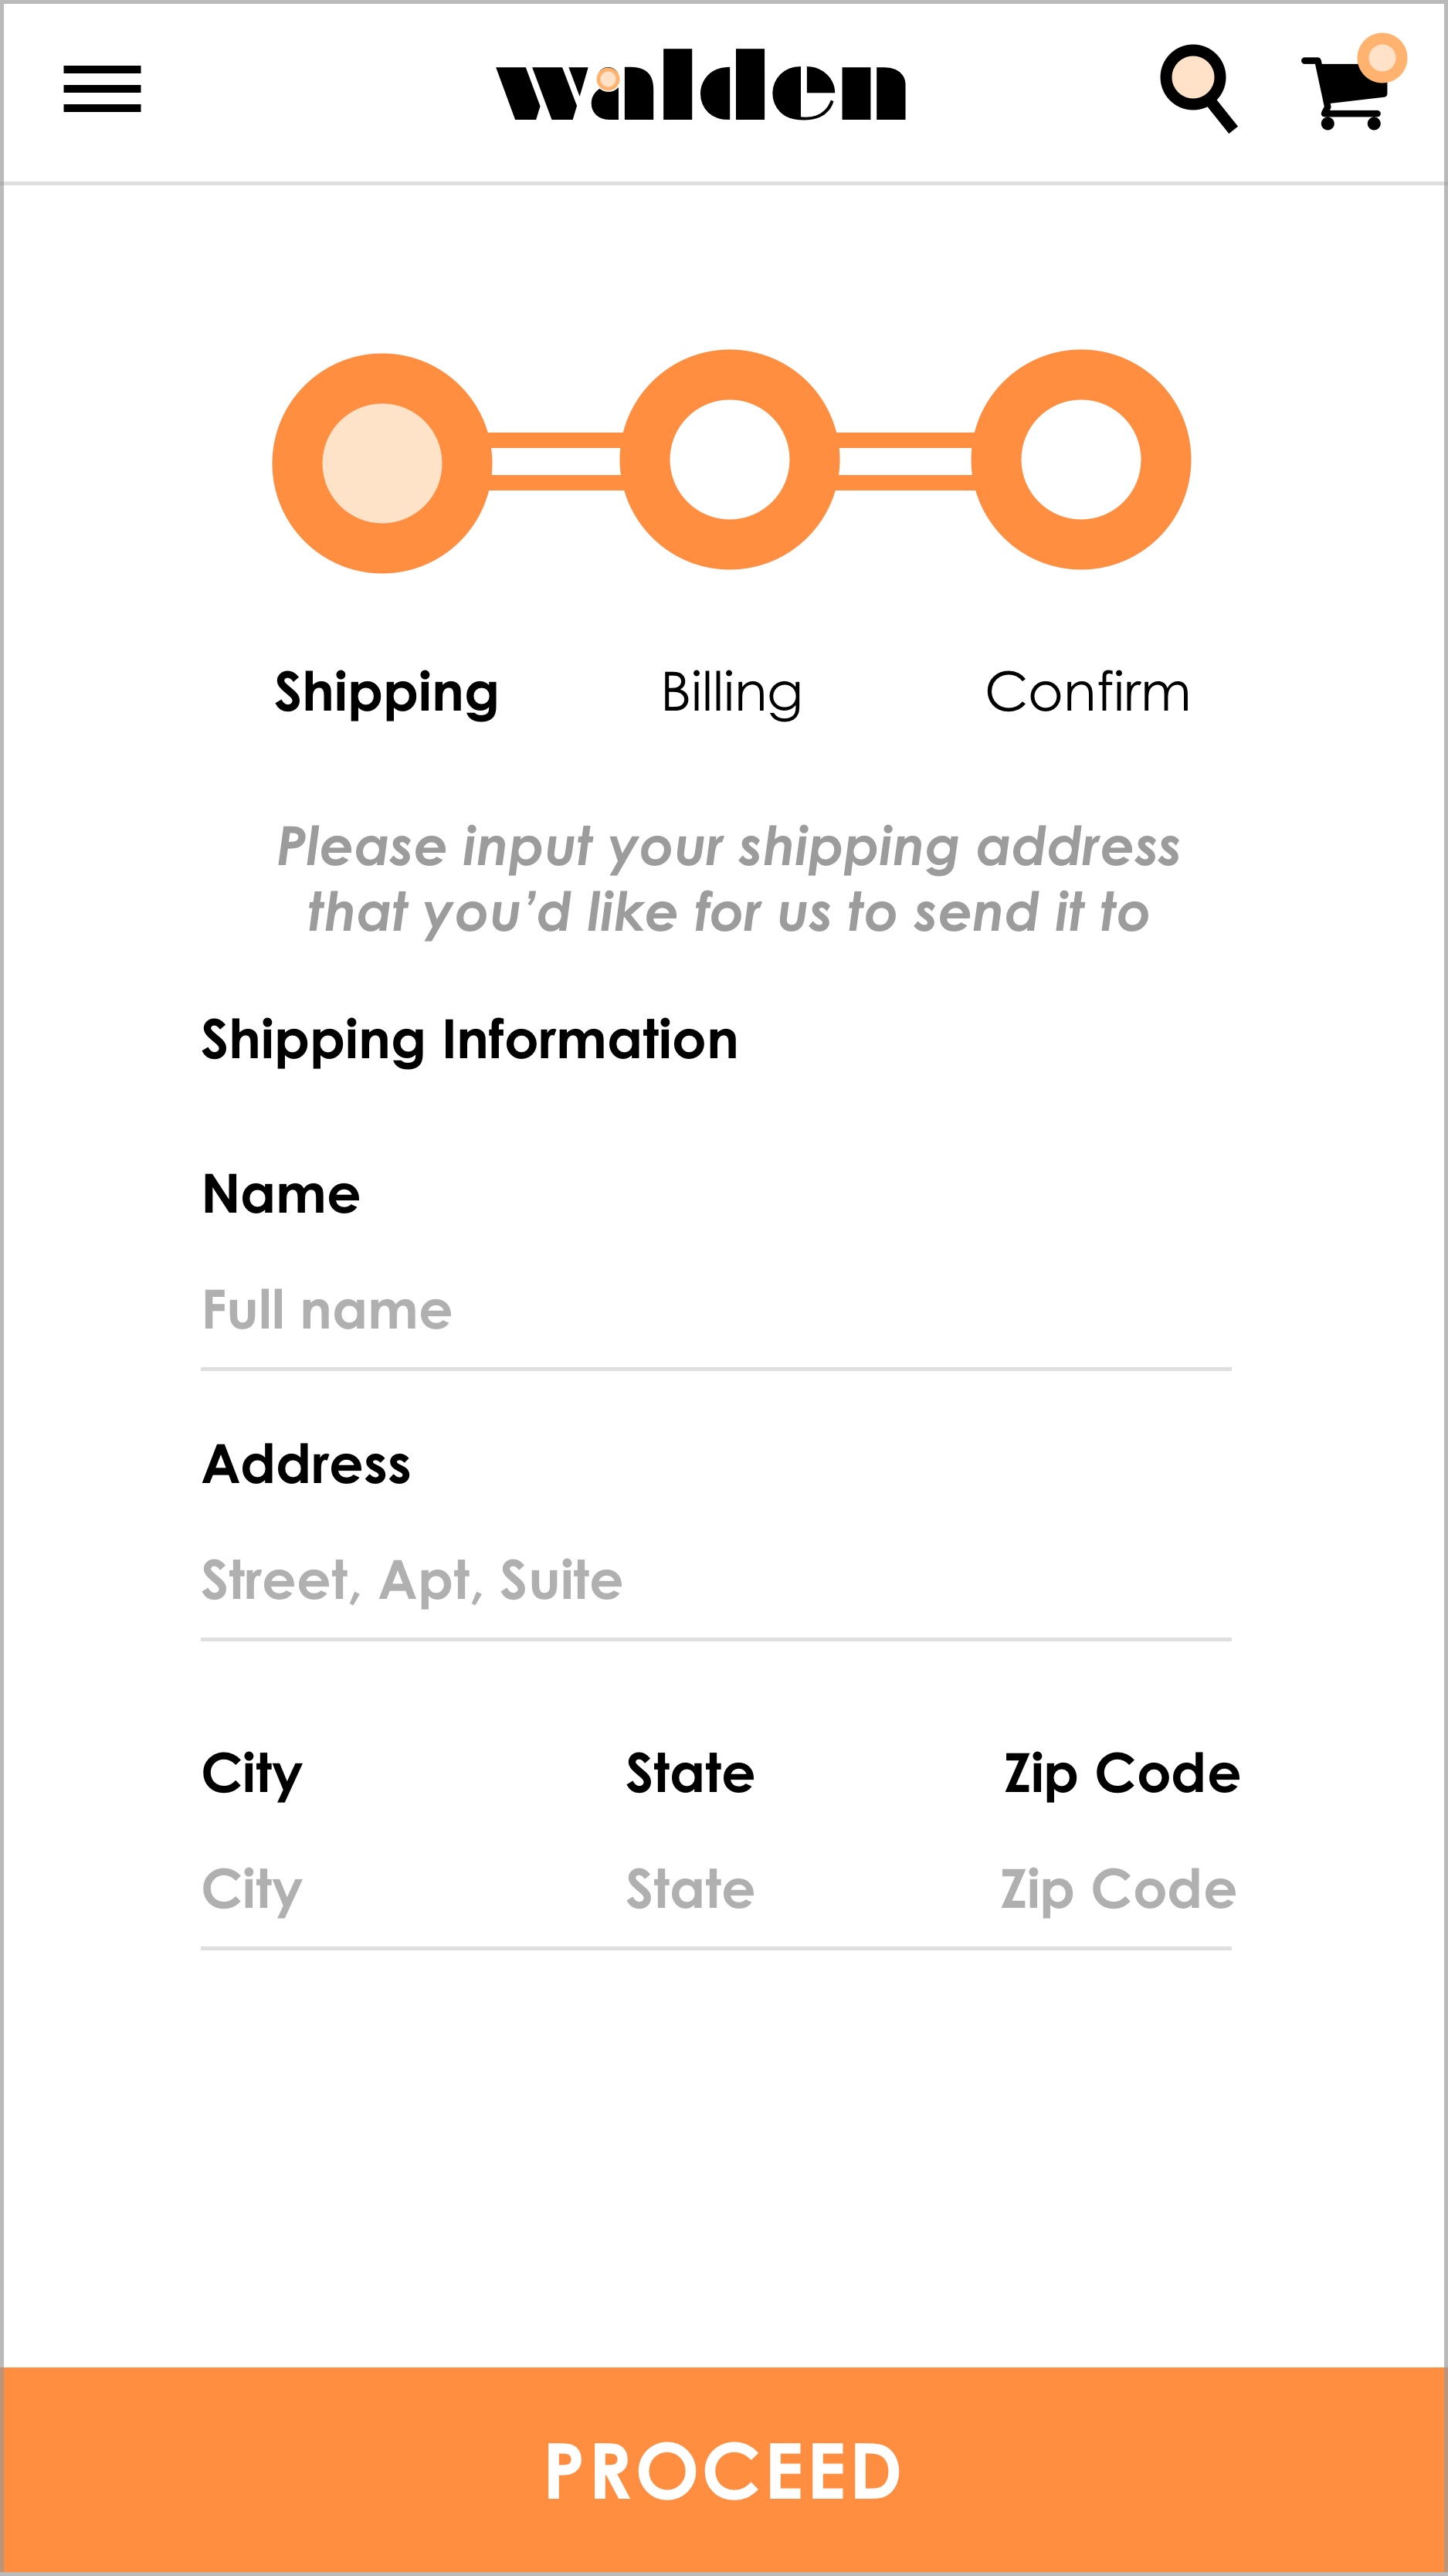 walden
Shipping Billing Confirm
Please input your shipping address
that you’d like for us to send it to
Shipping Information
Name
Full name
Address
Street, Apt, Suite
City State Zip Code
City State Zip Code
PROCEED